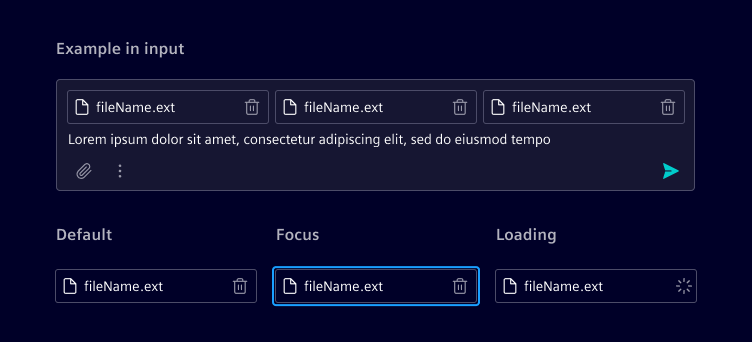 Example in input
fileName.ext fileName.ext fileName.ext
Lorem ipsum dolor sit amet, consectetur adipiscing elit, sed do eiusmod tempo
Default Focus Loading
fileName.ext fileName.ext fileName.ext